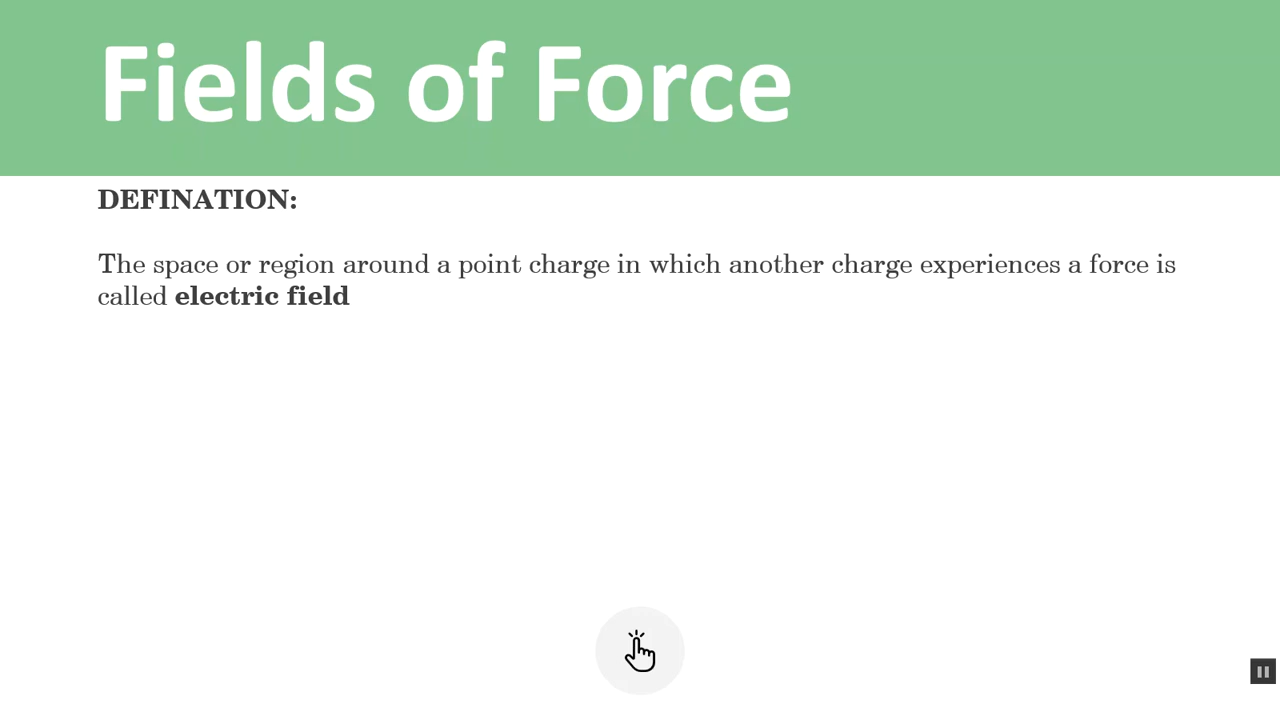 Fields of Force
DEFINATION:
The space or region around a point charge in which another charge experiences a force is
called electric field